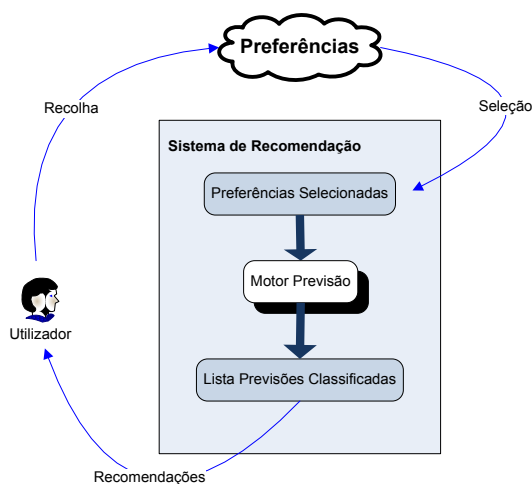 Preferências
Recolha
Seleção
Sistema de Recomendação
Preferências Selecionadas
Motor Previsão
Utilizador
Lista Previsões Classificadas
Recomendações